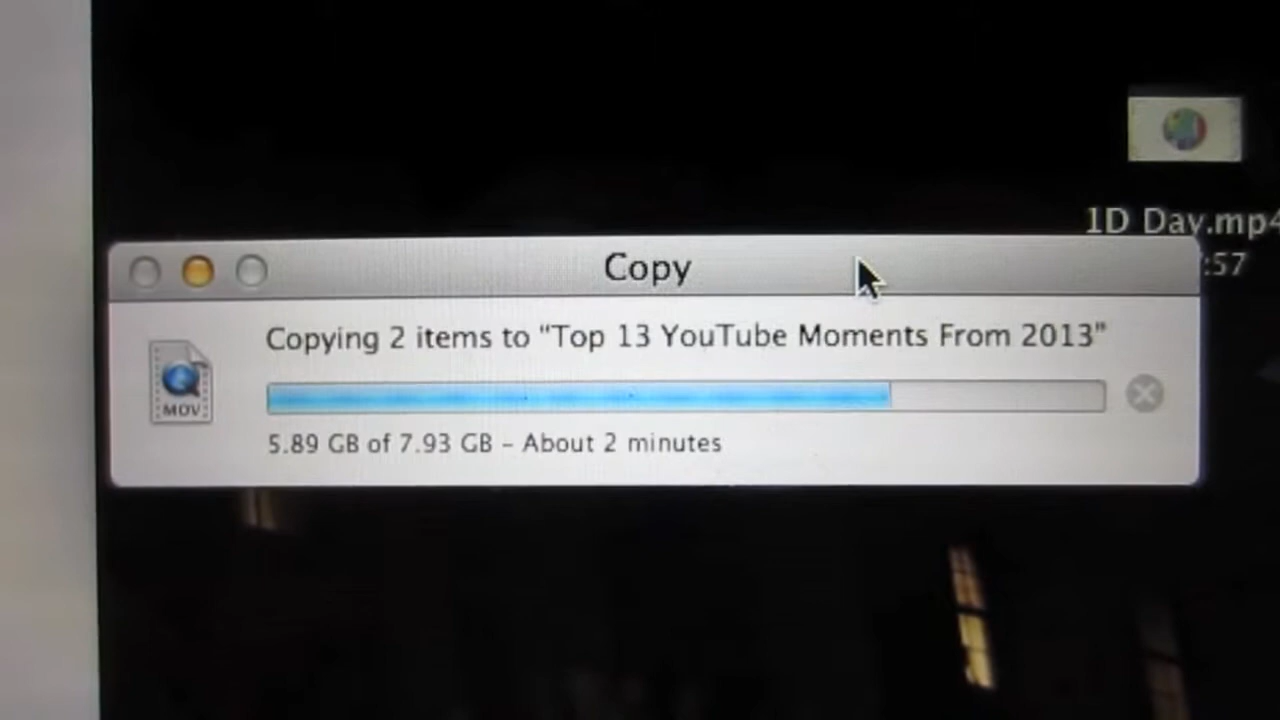 1D Day.mp4
:57
Copy
Copying 2 items to "Top 13 YouTube Moments From 2013"
MOV
5.89 GB of 7.93 GB – About 2 minutes